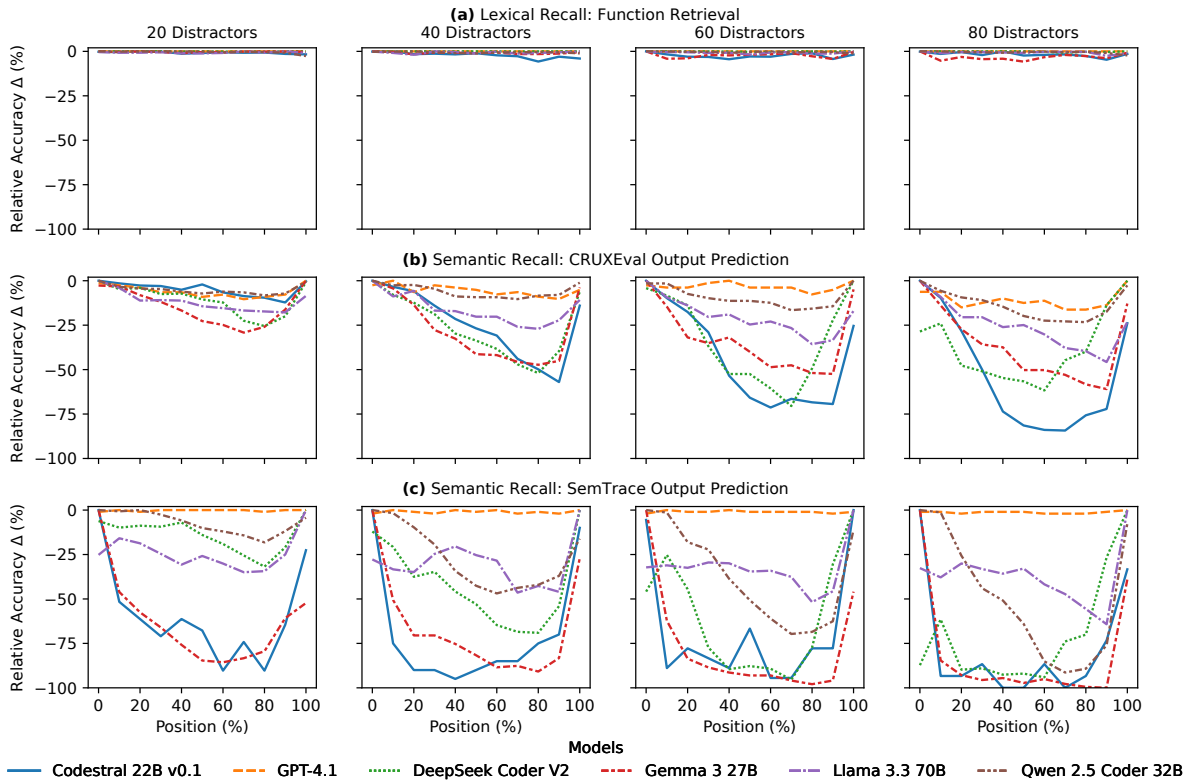 (a) Lexical Recall: Function Retrieval
20 Distractors 40 Distractors 60 Distractors 80 Distractors
Relative Accuracy Δ (%)
0
−25
−50
−75
−100
(b) Semantic Recall: CRUXEval Output Prediction
Relative Accuracy Δ (%)
0
−25
−50
−75
−100
(c) Semantic Recall: SemTrace Output Prediction
Relative Accuracy Δ (%)
0
−25
−50
−75
−100
0 20 40 60 80 100 0 20 40 60 80 100 0 20 40 60 80 100 0 20 40 60 80 100
Position (%) Position (%) Position (%) Position (%)
Models
Codestral 22B v0.1 GPT-4.1 DeepSeek Coder V2 Gemma 3 27B Llama 3.3 70B Qwen 2.5 Coder 32B